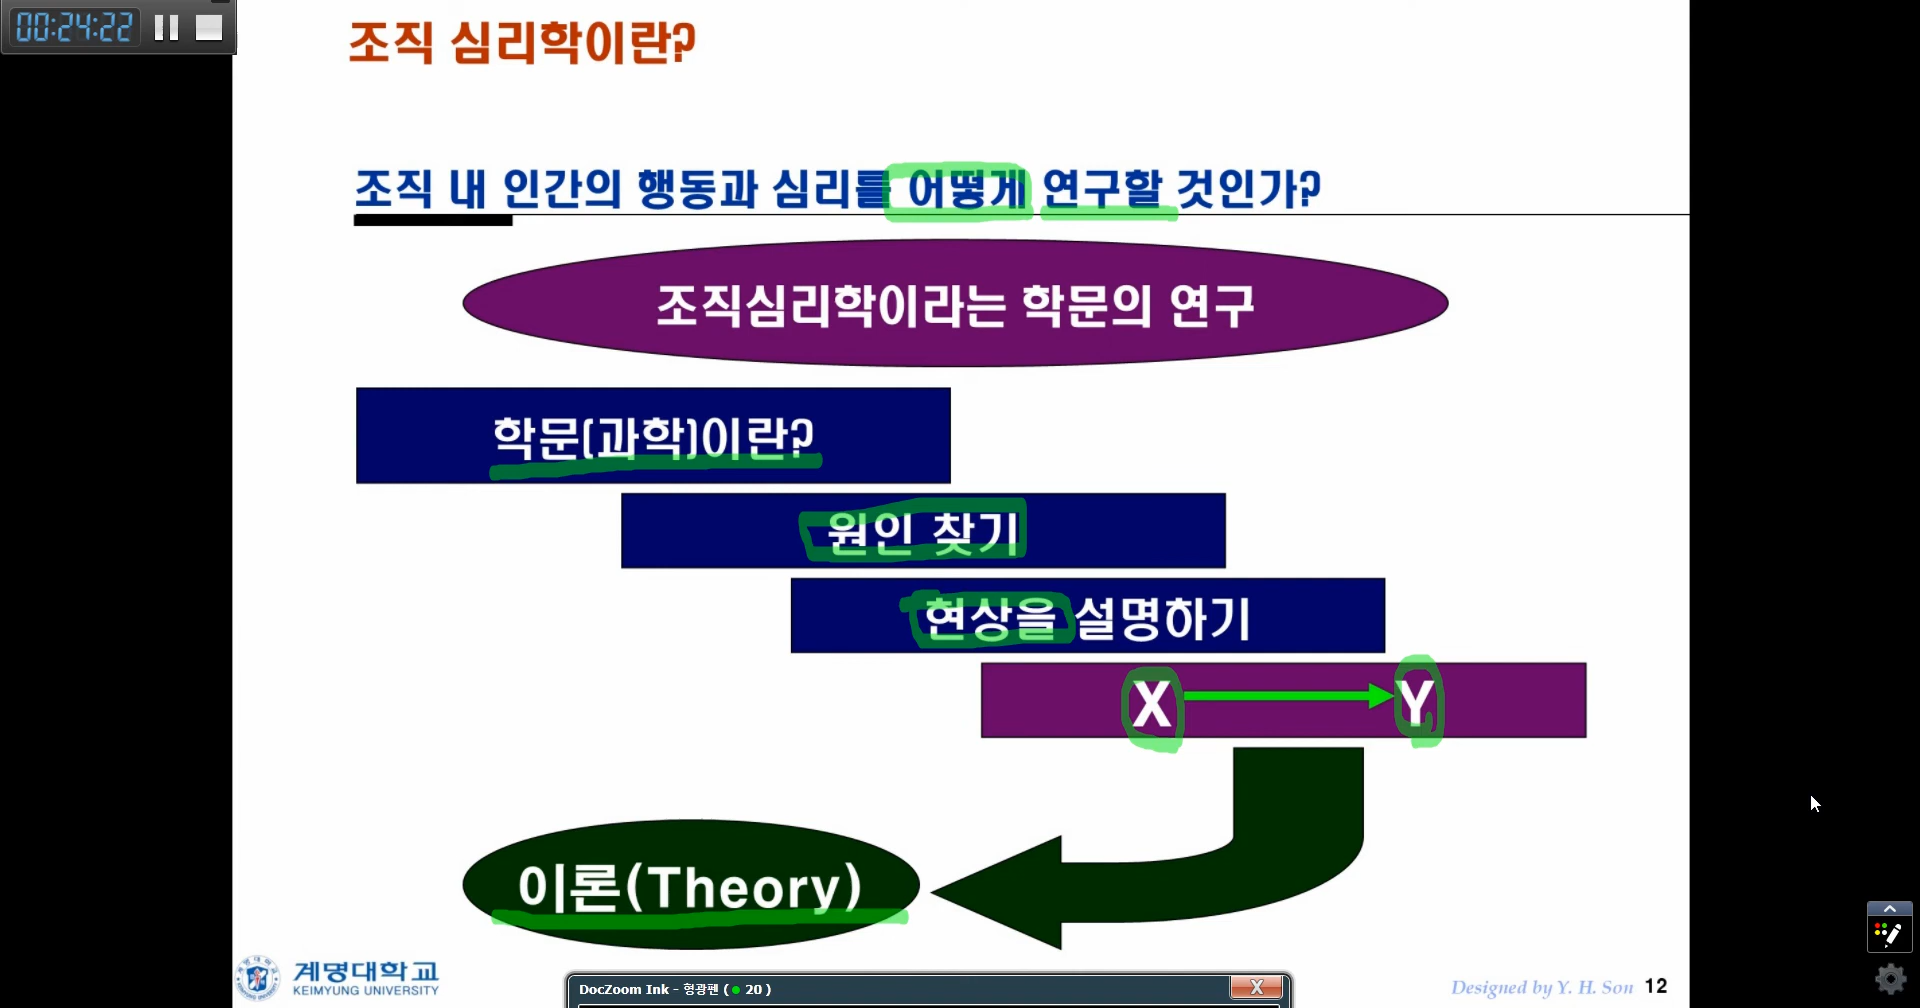 00:24:22
조직 심리학이란?
조직 내 인간의 행동과 심리를 어떻게 연구할 것인가?
조직심리학이라는 학문의 연구
학문(과학)이란?
원인 찾기
현상을 설명하기
X Y
이론(Theory)
계명대학교
KEIMYUNG UNIVERSITY
DocZoom Ink - 형광펜 ( 20 )
X
Designed by Y. H. Son 12